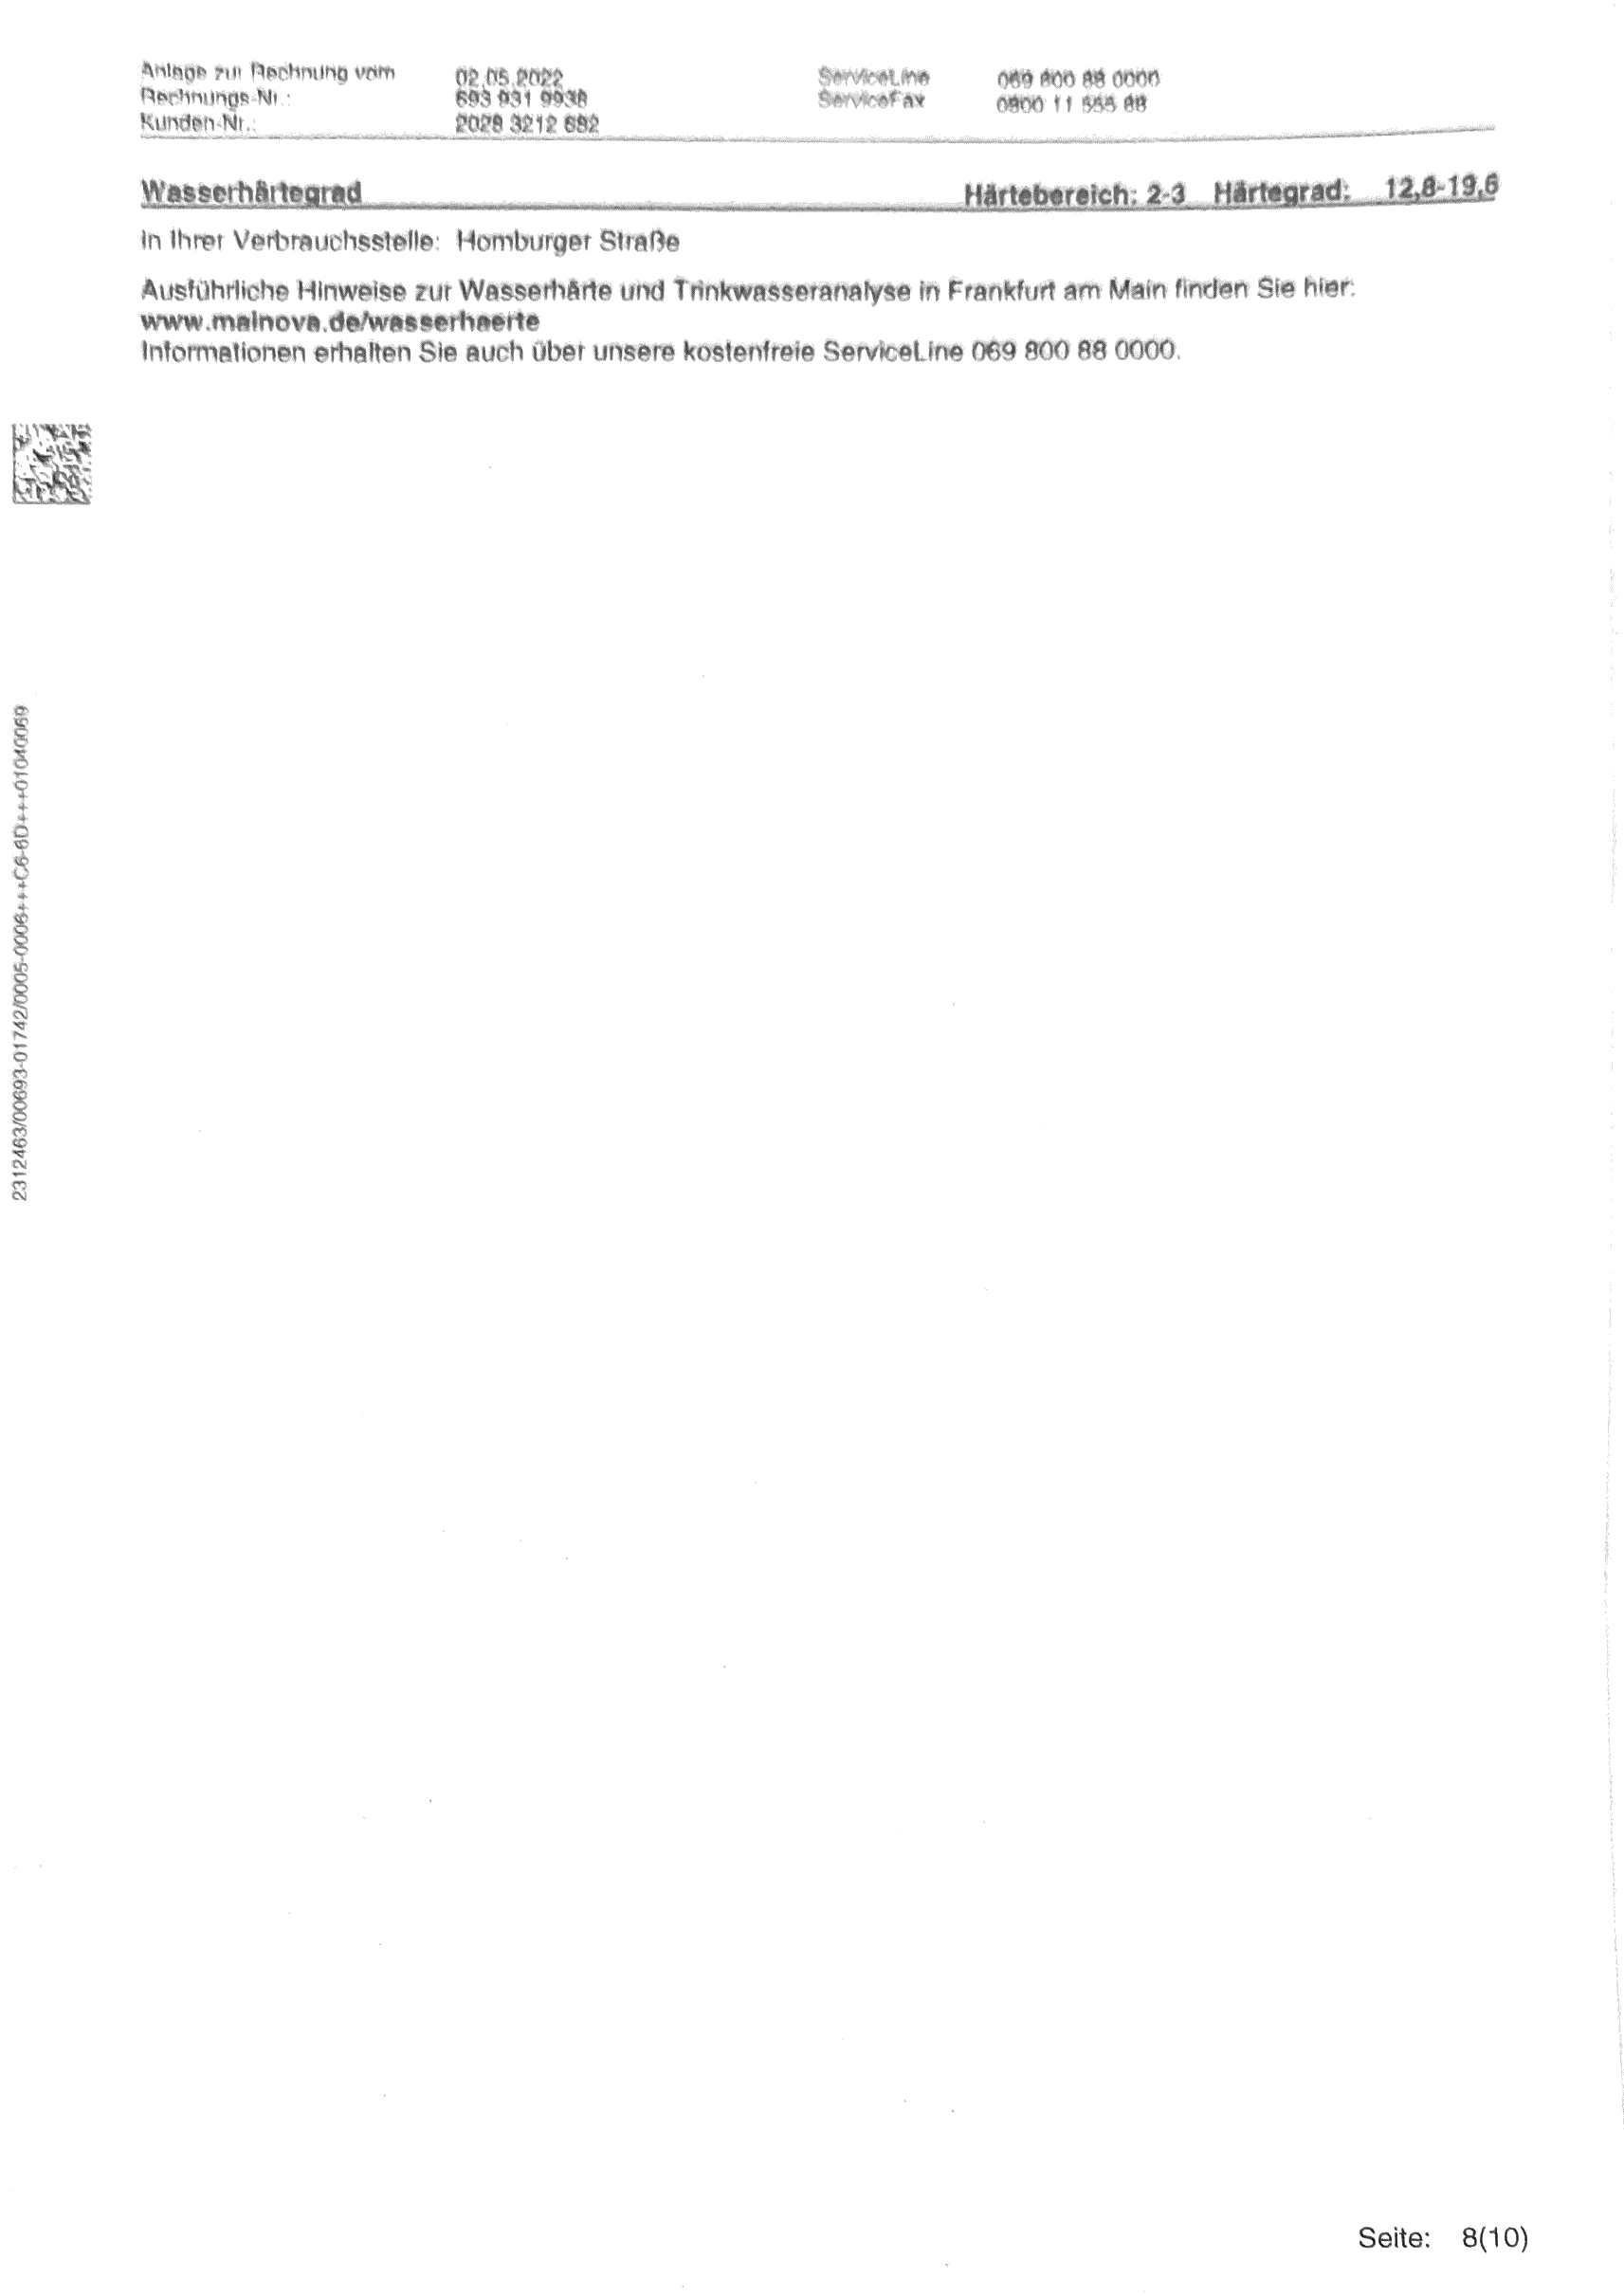 Anlage zur Rechnung vom 02.05.2022 ServiceLine 069 800 88 0000
Rechnungs-Nr.: 693 931 9938 ServiceFax 0800 11 555 88
Kunden-Nr.: 2028 3212 692
Wasserhärtegrad Härtebereich: 2-3 Härtegrad: 12,8-19,6
in Ihrer Verbrauchsstelle: Homburger Straße
Ausführliche Hinweise zur Wasserhärte und Trinkwasseranalyse in Frankfurt am Main finden Sie hier:
www.mainova.de/wasserhaerte
Informationen erhalten Sie auch über unsere kostenfreie ServiceLine 069 800 88 0000.
2312463/00693-01742/0005-0006+++C6-6D+++01040069
Seite: 8(10)